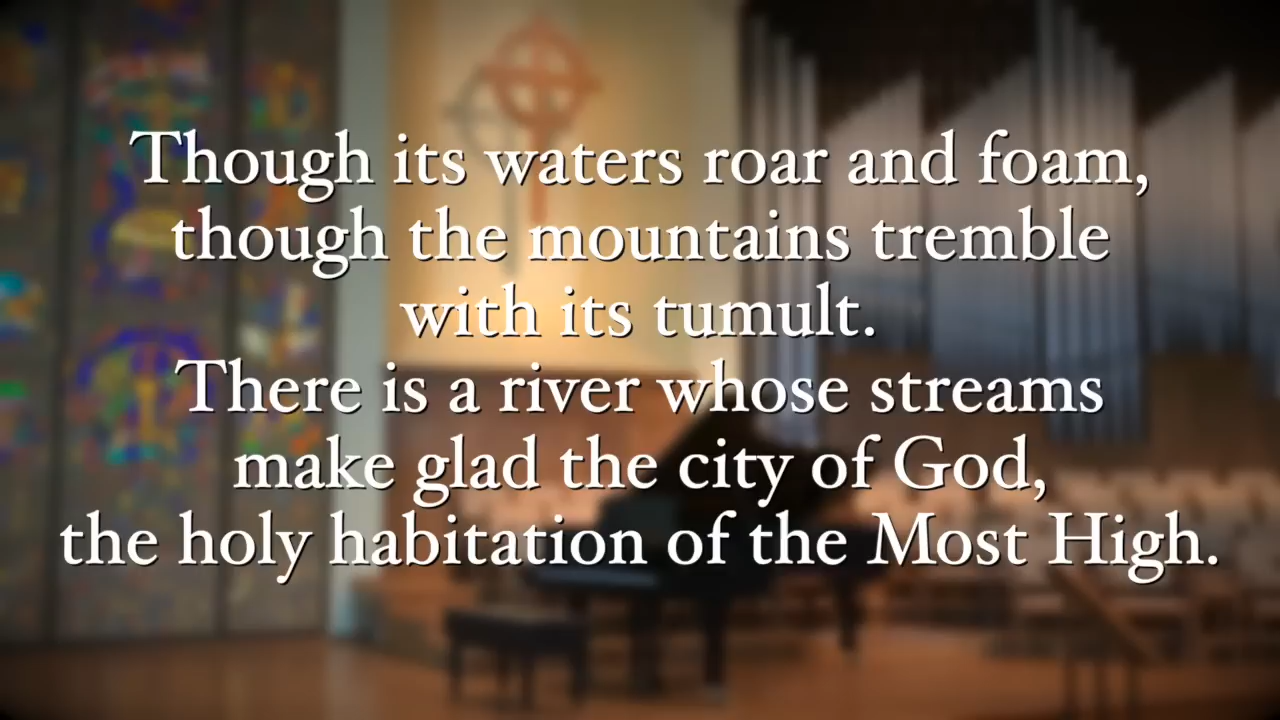 Though its waters roar and foam,
though the mountains tremble
with its tumult.
There is a river whose streams
make glad the city of God,
the holy habitation of the Most High.